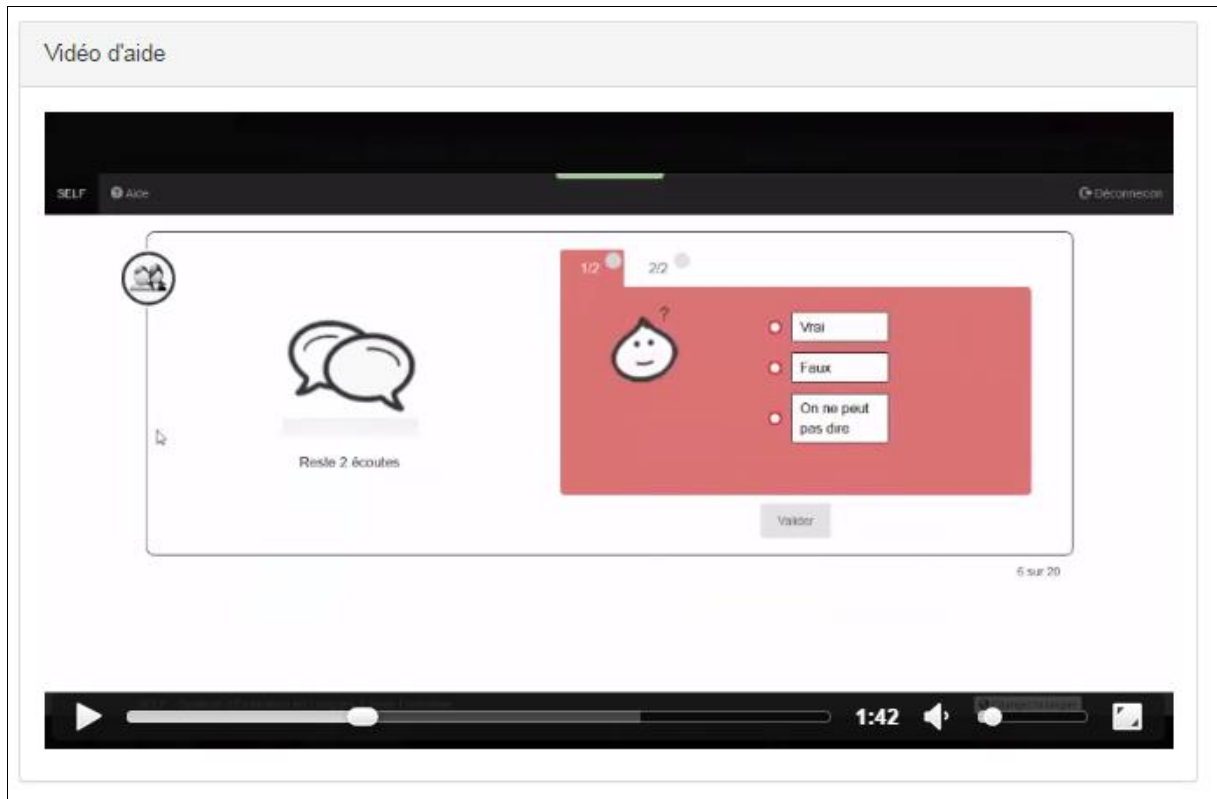 Vidéo d'aide
SELF
Aide
1/2
2/2
?
Vrai
Faux
On ne peut
pas dire
Reste 2 écoutes
Valider
6 sur 20
1:42